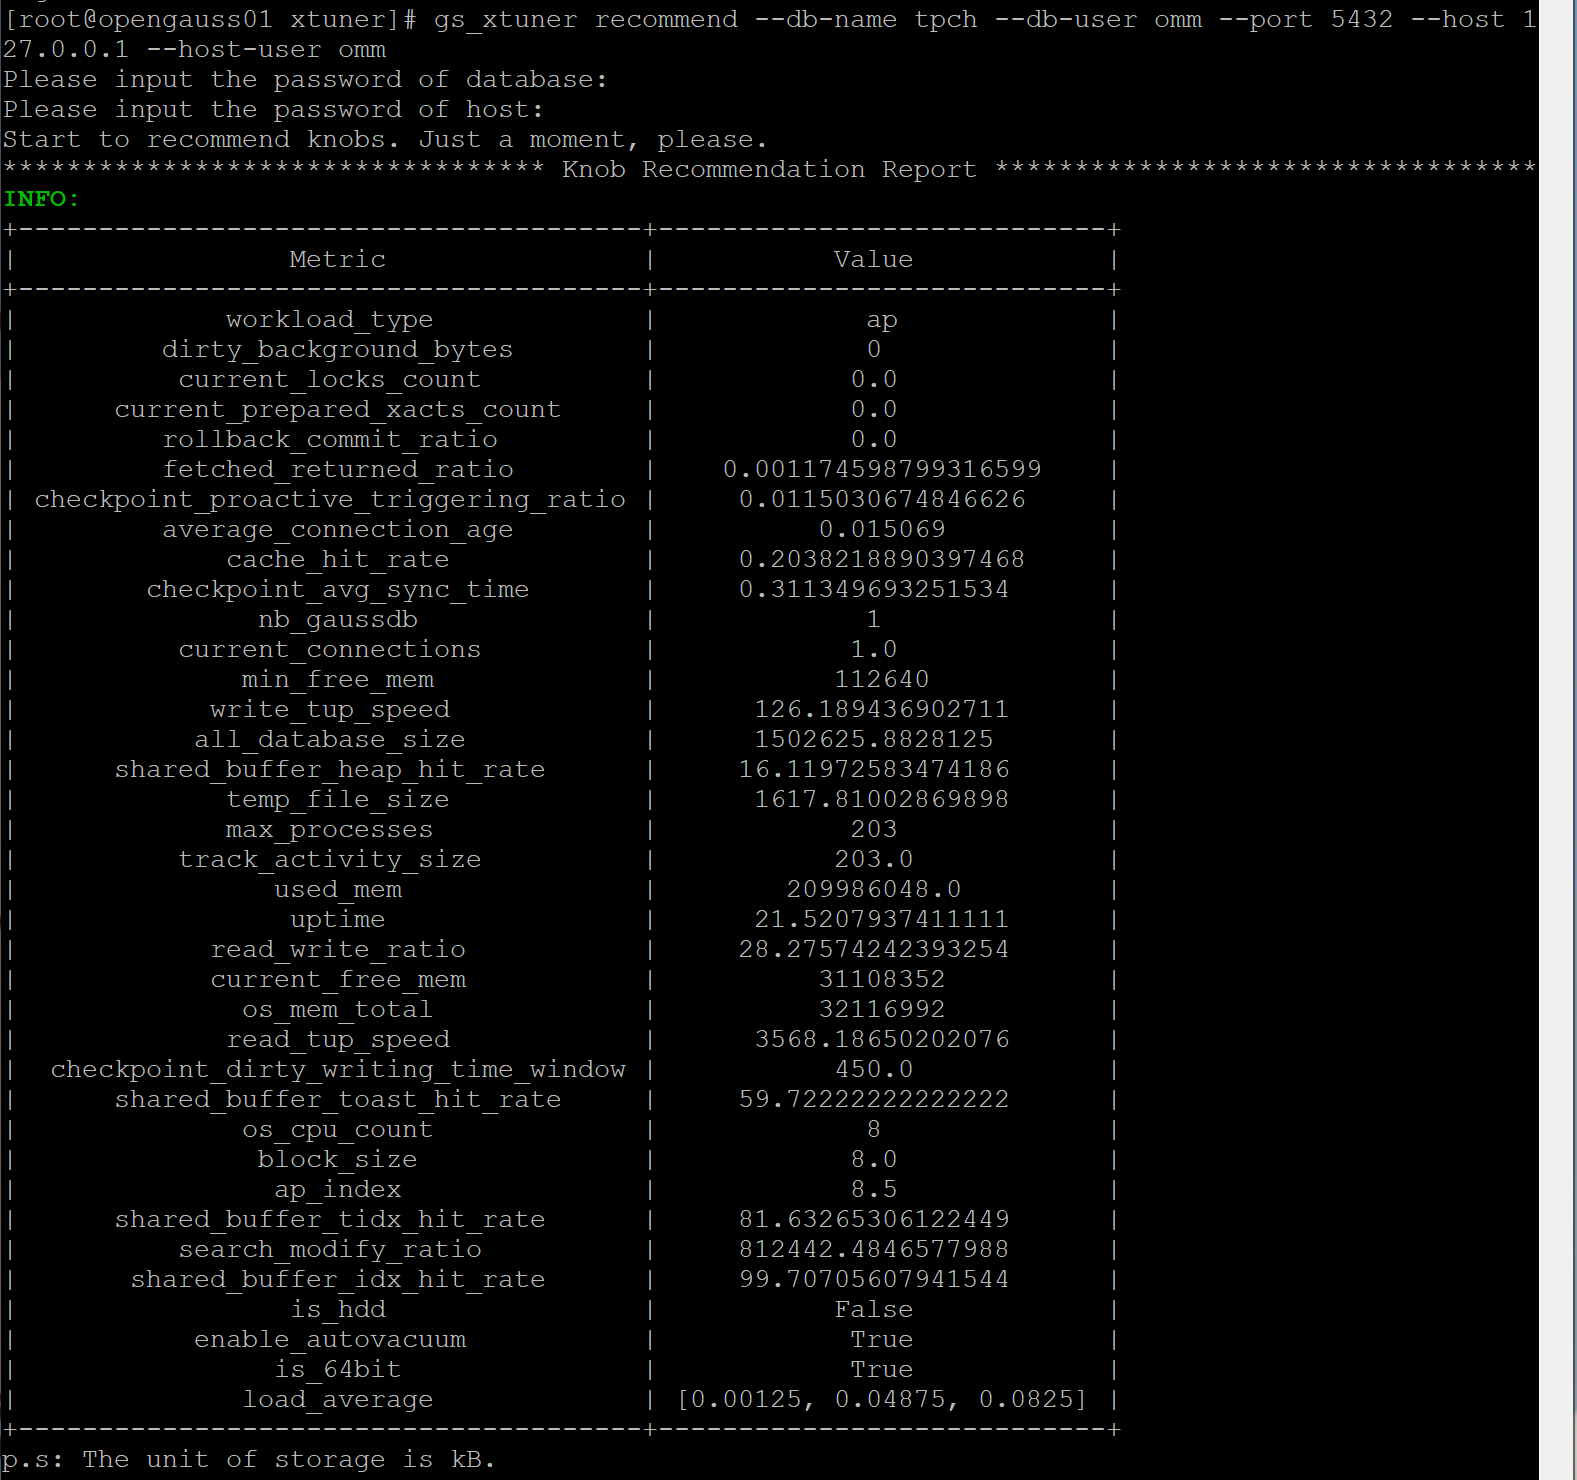 [root@opengauss01 xtuner]# gs_xtuner recommend --db-name tpch --db-user omm --port 5432 --host 1
27.0.0.1 --host-user omm
Please input the password of database:
Please input the password of host:
Start to recommend knobs. Just a moment, please.
********************************** Knob Recommendation Report **********************************
INFO:
+---------------------------------------+----------------------------+
|                 Metric                |           Value            |
+---------------------------------------+----------------------------+
|             workload_type             |             ap             |
|         dirty_background_bytes        |             0              |
|          current_locks_count          |            0.0             |
|      current_prepared_xacts_count     |            0.0             |
|         rollback_commit_ratio         |            0.0             |
|         fetched_returned_ratio        |    0.001174598799316599    |
| checkpoint_proactive_triggering_ratio |     0.0115030674846626     |
|         average_connection_age        |          0.015069          |
|             cache_hit_rate            |     0.2038218890397468     |
|        checkpoint_avg_sync_time       |     0.311349693251534      |
|               nb_gaussdb              |             1              |
|          current_connections          |            1.0             |
|              min_free_mem             |           112640           |
|            write_tup_speed            |      126.189436902711      |
|           all_database_size           |      1502625.8828125       |
|      shared_buffer_heap_hit_rate      |     16.11972583474186      |
|             temp_file_size            |      1617.81002869898      |
|             max_processes             |            203             |
|          track_activity_size          |           203.0            |
|                used_mem               |        209986048.0         |
|                 uptime                |      21.5207937411111      |
|            read_write_ratio           |     28.27574242393254      |
|            current_free_mem           |          31108352          |
|              os_mem_total             |          32116992          |
|             read_tup_speed            |      3568.18650202076      |
|  checkpoint_dirty_writing_time_window |           450.0            |
|      shared_buffer_toast_hit_rate     |     59.72222222222222      |
|              os_cpu_count             |             8              |
|               block_size              |            8.0             |
|                ap_index               |            8.5             |
|      shared_buffer_tidx_hit_rate      |     81.63265306122449      |
|          search_modify_ratio          |     812442.4846577988      |
|       shared_buffer_idx_hit_rate      |     99.70705607941544      |
|                 is_hdd                |           False            |
|           enable_autovacuum           |            True            |
|                is_64bit               |            True            |
|              load_average             | [0.00125, 0.04875, 0.0825] |
+---------------------------------------+----------------------------+
p.s: The unit of storage is kB.